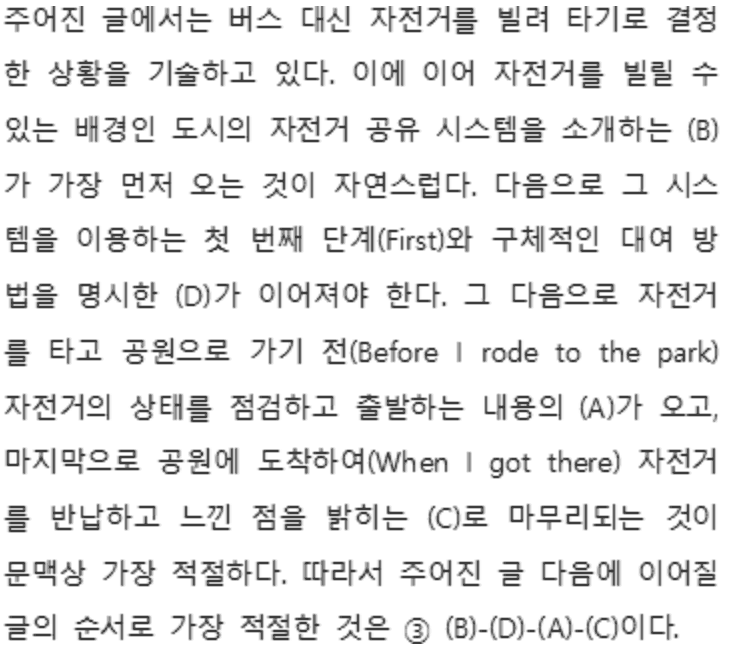 주어진 글에서는 버스 대신 자전거를 빌려 타기로 결정
한 상황을 기술하고 있다. 이에 이어 자전거를 빌릴 수
있는 배경인 도시의 자전거 공유 시스템을 소개하는 (B)
가 가장 먼저 오는 것이 자연스럽다. 다음으로 그 시스
템을 이용하는 첫 번째 단계(First)와 구체적인 대여 방
법을 명시한 (D)가 이어져야 한다. 그 다음으로 자전거
를 타고 공원으로 가기 전(Before I rode to the park)
자전거의 상태를 점검하고 출발하는 내용의 (A)가 오고,
마지막으로 공원에 도착하여(When I got there) 자전거
를 반납하고 느낀 점을 밝히는 (C)로 마무리되는 것이
문맥상 가장 적절하다. 따라서 주어진 글 다음에 이어질
글의 순서로 가장 적절한 것은 ③ (B)-(D)-(A)-(C)이다.